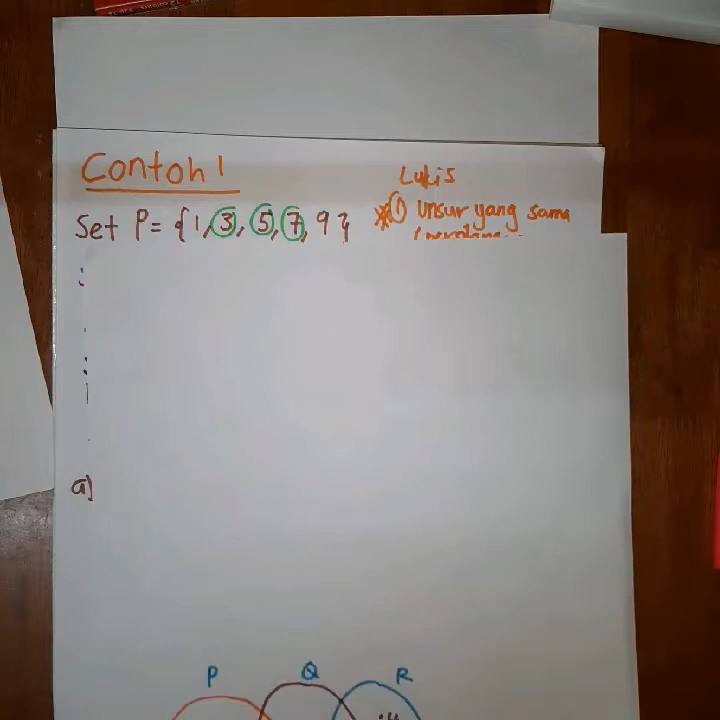 Contoh 1
Lukis
Set P = {1, 3, 5, 7, 9}
※① Unsur yang sama
a)
P Q R